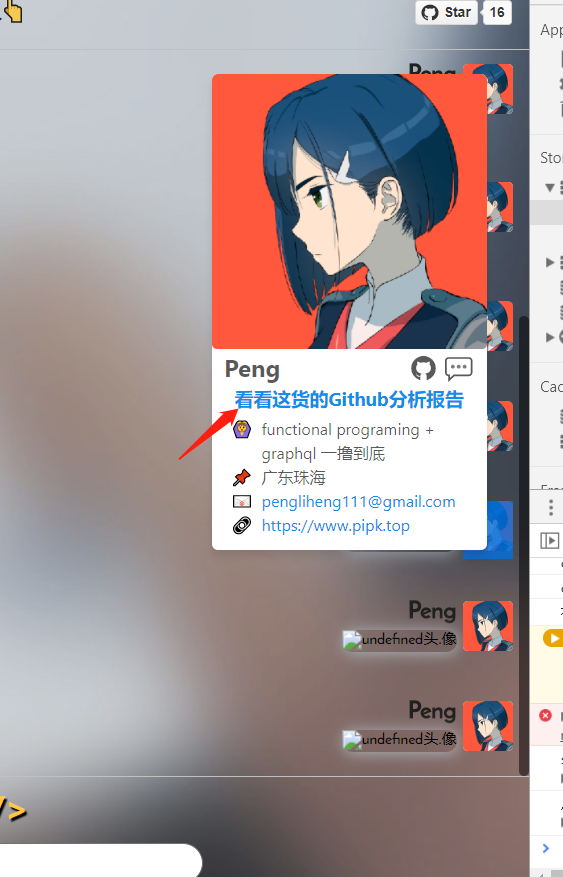 Star
16
App
Peng
Stor
Peng
看看这货的Github分析报告
functional programing +
graphql 一撸到底
广东珠海
pengliheng111@gmail.com
https://www.pipk.top
Cac
Peng
undefined头.像
Peng
undefined头.像
/>